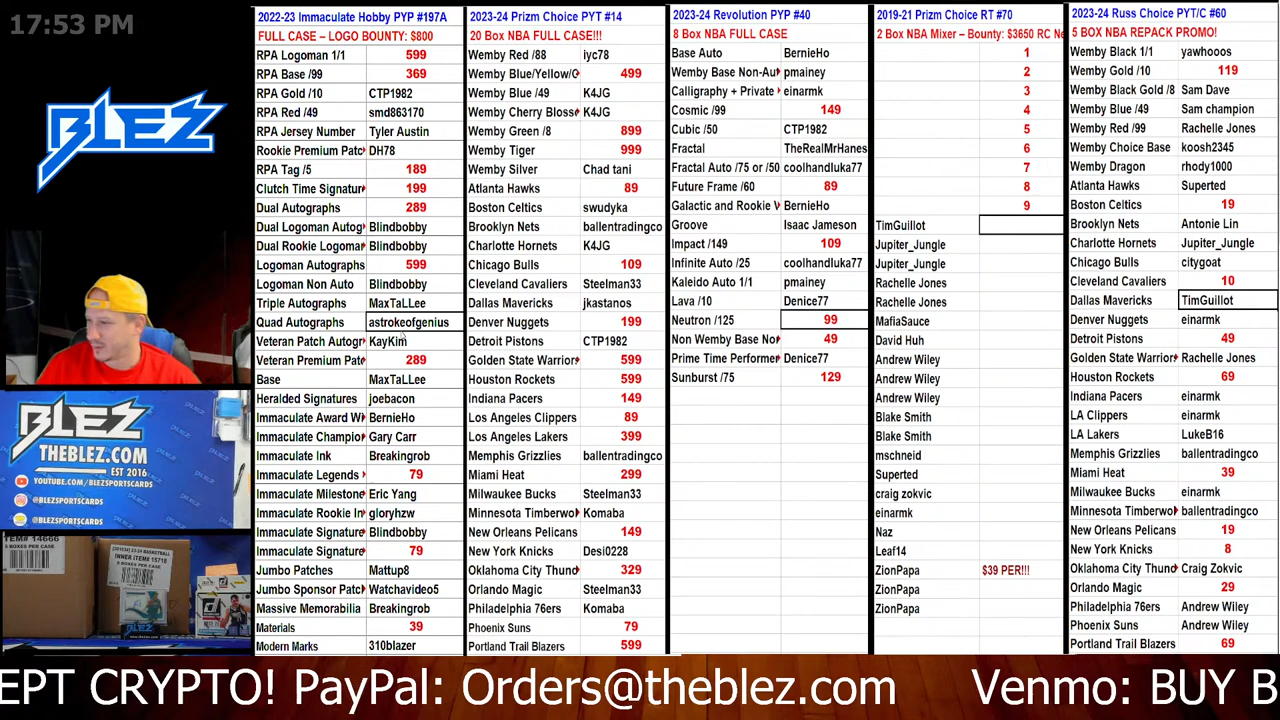 17:53 PM
BLEZ
BLEZ
THEBLEZ.COM
EST 2016
YOUTUBE.COM/BLEZSPORTSCARDS
@BLEZSPORTSCARDS
@BLEZSPORTSCARDS
2022-23 Immaculate Hobby PYP #197A
FULL CASE – LOGO BOUNTY: $800
RPA Logoman 1/1 599
RPA Base /99 369
RPA Gold /10 CTP1982
RPA Red /49 smd863170
RPA Jersey Number Tyler Austin
Rookie Premium Patc DH78
RPA Tag /5 189
Clutch Time Signatur 199
Dual Autographs 289
Dual Logoman Autog Blindbobby
Dual Rookie Logoma Blindbobby
Logoman Autographs 599
Logoman Non Auto Blindbobby
Triple Autographs MaxTaLLee
Quad Autographs astrokeofgenius
Veteran Patch Autogr KayKim
Veteran Premium Pat 289
Base MaxTaLLee
Heralded Signatures joebacon
Immaculate Award W BernieHo
Immaculate Champio Gary Carr
Immaculate Ink Breakingrob
Immaculate Legends 79
Immaculate Milestone Eric Yang
Immaculate Rookie In gloryhzw
Immaculate Signature Blindbobby
Immaculate Signature 79
Jumbo Patches Mattup8
Jumbo Sponsor Patc Watchavideo5
Massive Memorabilia Breakingrob
Materials 39
Modern Marks 310blazer
2023-24 Prizm Choice PYT #14
20 Box NBA FULL CASE!!!
Wemby Red /88 iyc78
Wemby Blue/Yellow/G 499
Wemby Blue /49 K4JG
Wemby Cherry Bloss K4JG
Wemby Green /8 899
Wemby Tiger 999
Wemby Silver Chad tani
Atlanta Hawks 89
Boston Celtics swudyka
Brooklyn Nets ballentradingco
Charlotte Hornets K4JG
Chicago Bulls 109
Cleveland Cavaliers Steelman33
Dallas Mavericks jkastanos
Denver Nuggets 199
Detroit Pistons CTP1982
Golden State Warrior 599
Houston Rockets 599
Indiana Pacers 149
Los Angeles Clippers 89
Los Angeles Lakers 399
Memphis Grizzlies ballentradingco
Miami Heat 299
Milwaukee Bucks Steelman33
Minnesota Timberwo Komaba
New Orleans Pelicans 149
New York Knicks Desi0228
Oklahoma City Thun 329
Orlando Magic Steelman33
Philadelphia 76ers Komaba
Phoenix Suns 79
Portland Trail Blazers 599
2023-24 Revolution PYP #40
8 Box NBA FULL CASE
Base Auto BernieHo
Wemby Base Non-Au pmainey
Calligraphy + Private einarmk
Cosmic /99 149
Cubic /50 CTP1982
Fractal TheRealMrHanes
Fractal Auto /75 or /50 coolhandluka77
Future Frame /60 89
Galactic and Rookie V BernieHo
Groove Isaac Jameson
Impact /149 109
Infinite Auto /25 coolhandluka77
Kaleido Auto 1/1 pmainey
Lava /10 Denice77
Neutron /125 99
Non Wemby Base No 49
Prime Time Performer Denice77
Sunburst /75 129
2019-21 Prizm Choice RT #70
2 Box NBA Mixer – Bounty: $3650 RC Ne
1
2
3
4
5
6
7
8
9
TimGuillot
Jupiter_Jungle
Jupiter_Jungle
Rachelle Jones
Rachelle Jones
MafiaSauce
David Huh
Andrew Wiley
Andrew Wiley
Andrew Wiley
Blake Smith
Blake Smith
mschneid
Superted
craig zokvic
einarmk
Naz
Leaf14
ZionPapa $39 PER!!!
ZionPapa
ZionPapa
2023-24 Russ Choice PYT/C #60
5 BOX NBA REPACK PROMO!
Wemby Black 1/1 yawhooos
Wemby Gold /10 119
Wemby Black Gold /8 Sam Dave
Wemby Blue /49 Sam champion
Wemby Red /99 Rachelle Jones
Wemby Choice Base koosh2345
Wemby Dragon rhody1000
Atlanta Hawks Superted
Boston Celtics 19
Brooklyn Nets Antonie Lin
Charlotte Hornets Jupiter_Jungle
Chicago Bulls citygoat
Cleveland Cavaliers 10
Dallas Mavericks TimGuillot
Denver Nuggets einarmk
Detroit Pistons 49
Golden State Warrior Rachelle Jones
Houston Rockets 69
Indiana Pacers einarmk
LA Clippers einarmk
LA Lakers LukeB16
Memphis Grizzlies ballentradingco
Miami Heat 39
Milwaukee Bucks einarmk
Minnesota Timberwo ballentradingco
New Orleans Pelicans 19
New York Knicks 8
Oklahoma City Thund Craig Zokvic
Orlando Magic 29
Philadelphia 76ers Andrew Wiley
Phoenix Suns Andrew Wiley
Portland Trail Blazers 69
EPT CRYPTO! PayPal: Orders@theblez.com Venmo: BUY B